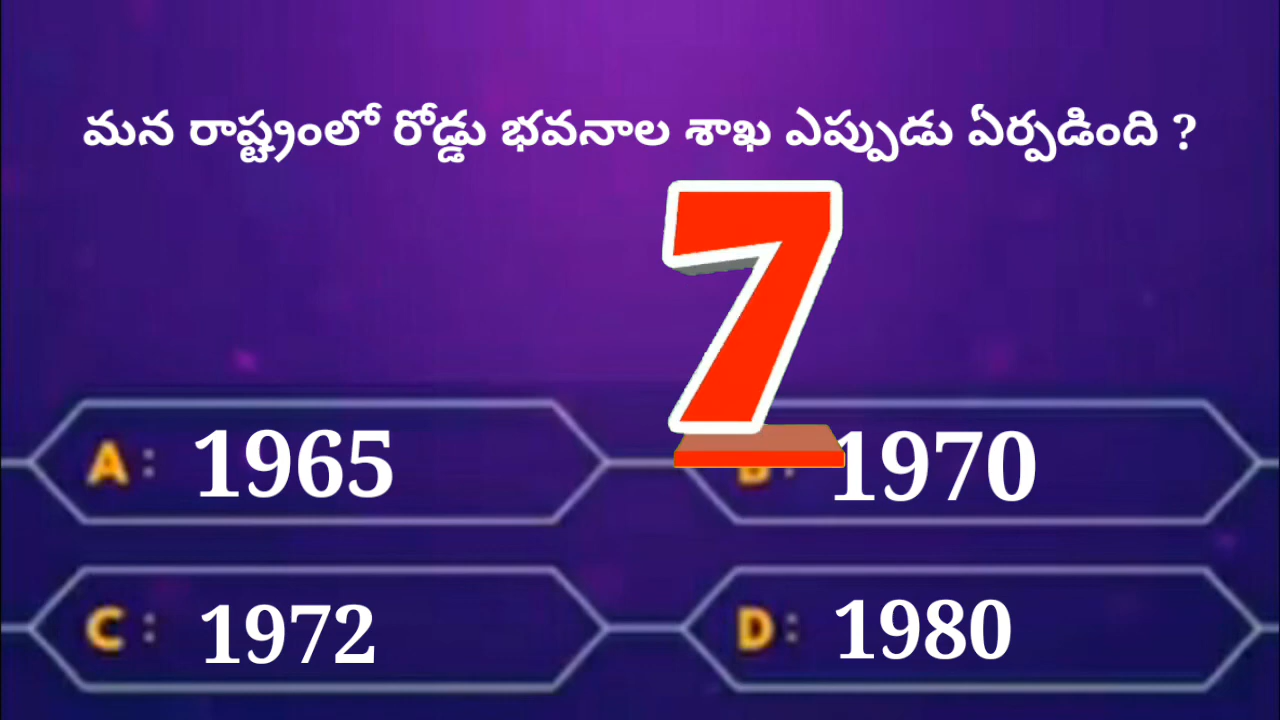 మన రాష్ట్రంలో రోడ్డు భవనాల శాఖ ఎప్పుడు ఏర్పడింది ?
7
A : 1965
B : 1970
C : 1972
D : 1980